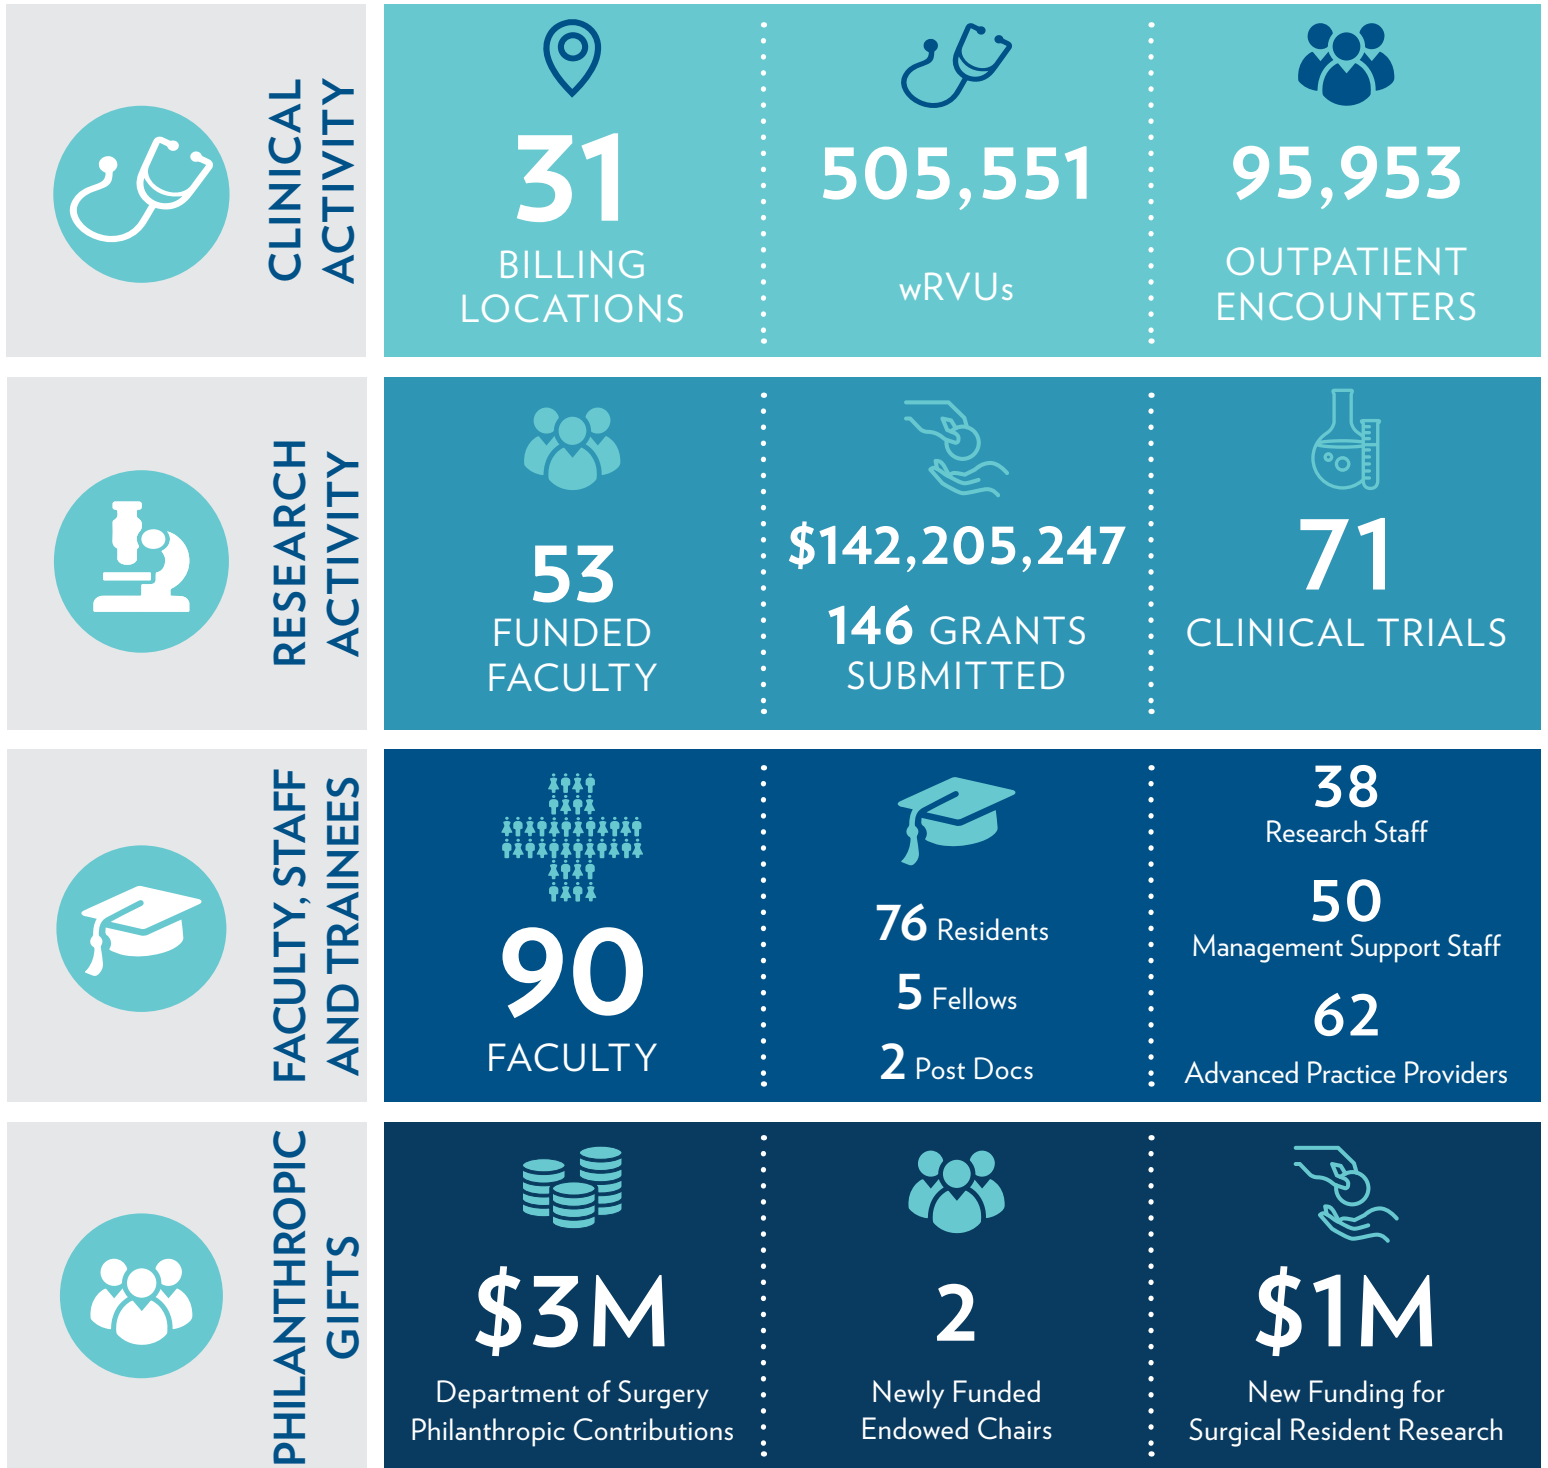 CLINICAL
ACTIVITY
31
BILLING
LOCATIONS
505,551
wRVUs
95,953
OUTPATIENT
ENCOUNTERS
RESEARCH
ACTIVITY
53
FUNDED
FACULTY
$142,205,247
146 GRANTS
SUBMITTED
71
CLINICAL TRIALS
FACULTY, STAFF
AND TRAINEES
90
FACULTY
76 Residents
5 Fellows
2 Post Docs
38
Research Staff
50
Management Support Staff
62
Advanced Practice Providers
PHILANTHROPIC
GIFTS
$3M
Department of Surgery
Philanthropic Contributions
2
Newly Funded
Endowed Chairs
$1M
New Funding for
Surgical Resident Research